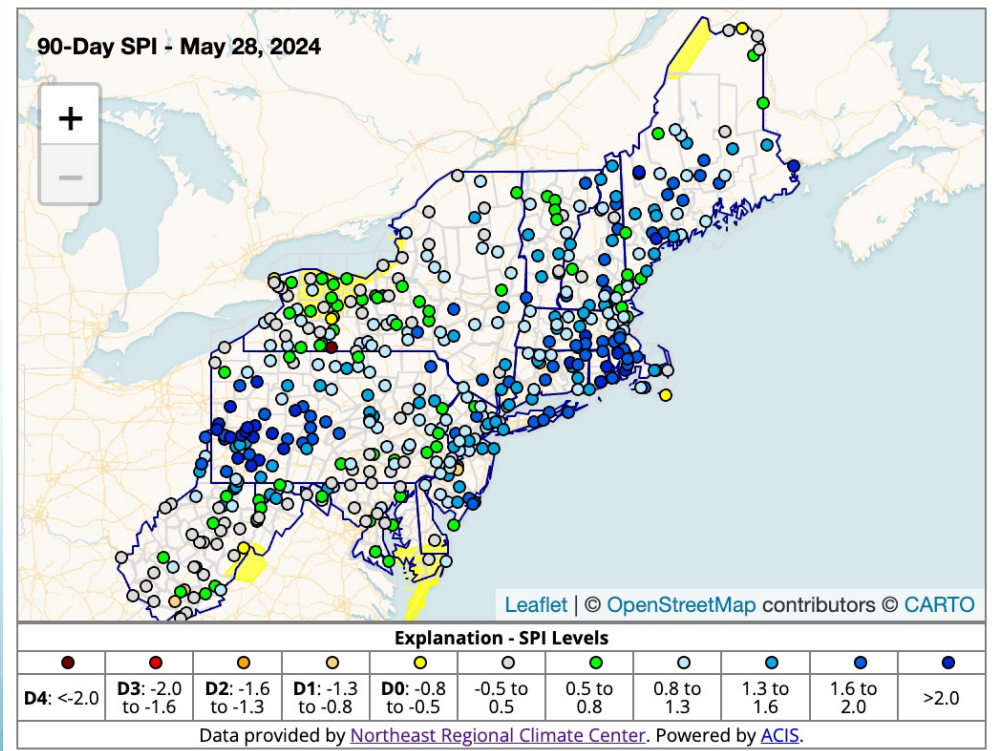 90-Day SPI - May 28, 2024
+
−
Leaflet | © OpenStreetMap contributors © CARTO
Explanation - SPI Levels
D4: <-2.0
D3: -2.0
to -1.6
D2: -1.6
to -1.3
D1: -1.3
to -0.8
D0: -0.8
to -0.5
-0.5 to
0.5
0.5 to
0.8
0.8 to
1.3
1.3 to
1.6
1.6 to
2.0
>2.0
Data provided by Northeast Regional Climate Center. Powered by ACIS.